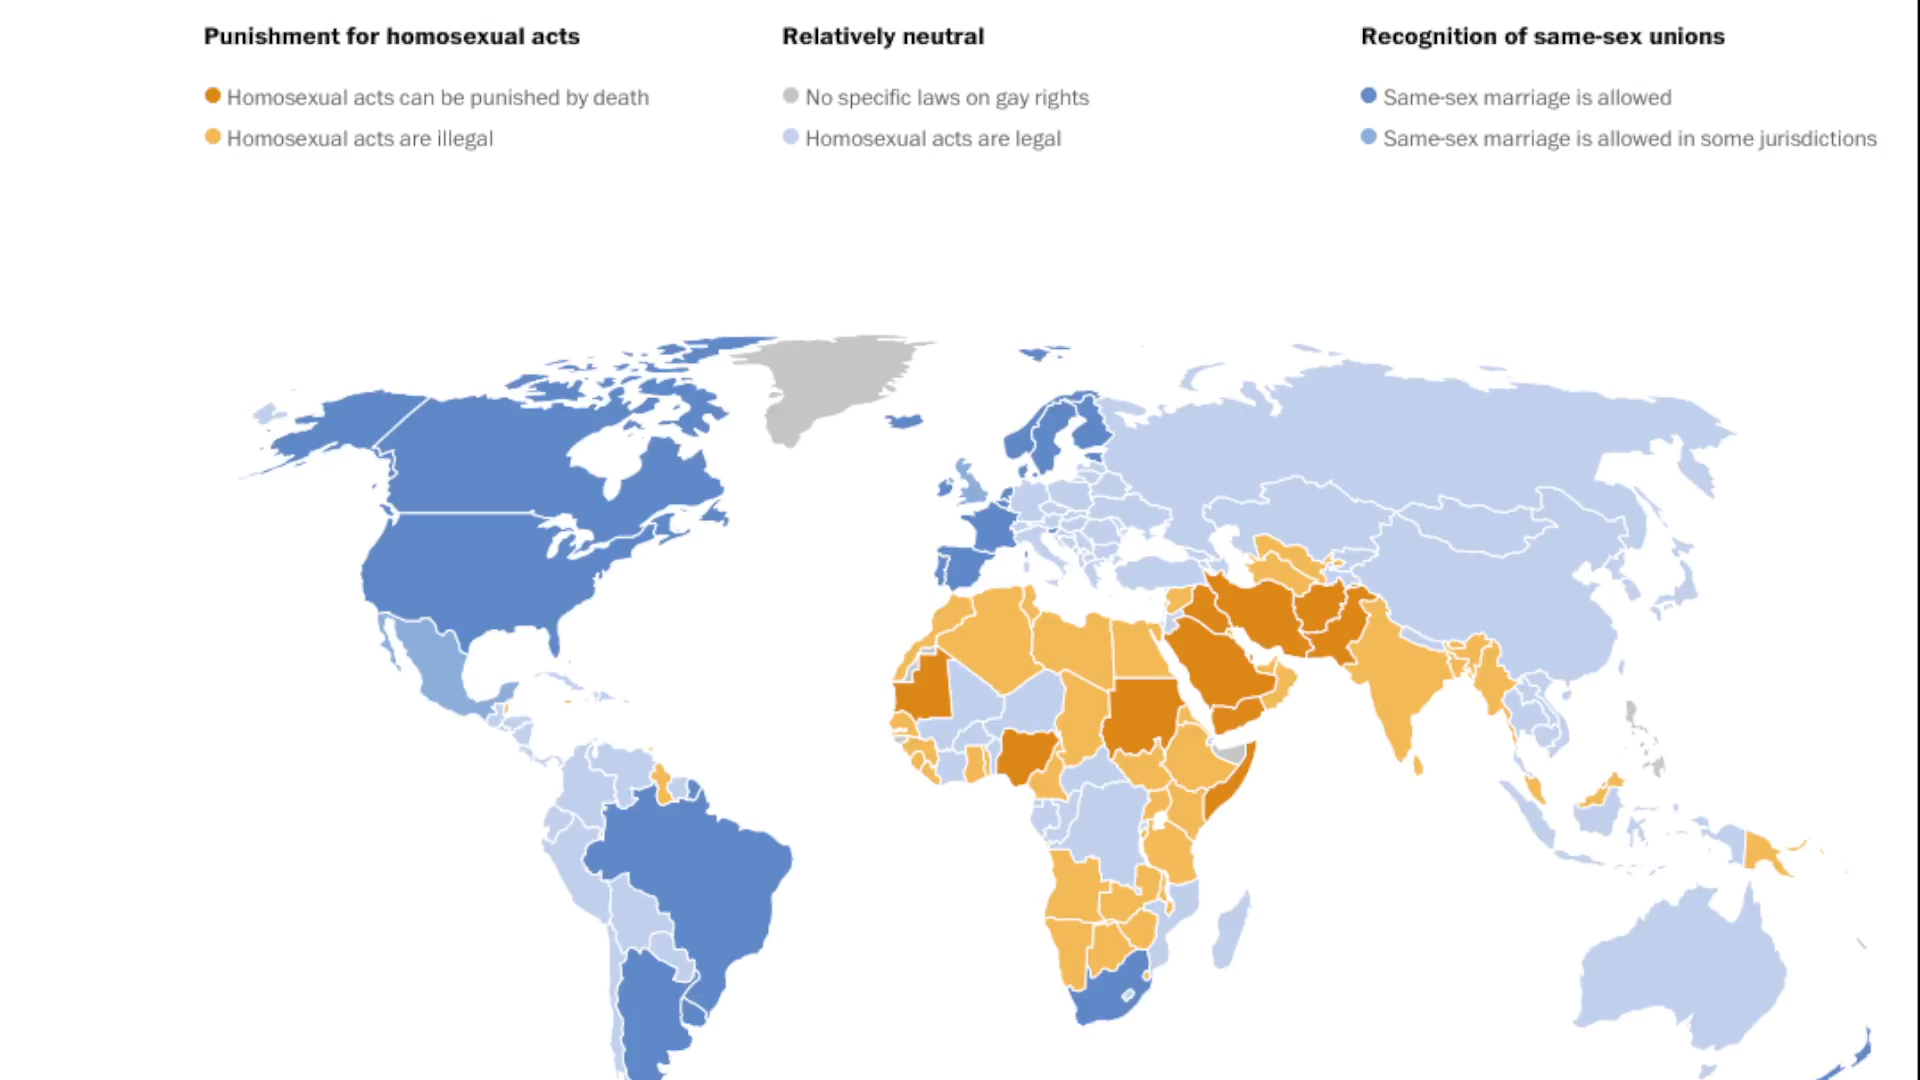 Punishment for homosexual acts
Homosexual acts can be punished by death
Homosexual acts are illegal
Relatively neutral
No specific laws on gay rights
Homosexual acts are legal
Recognition of same-sex unions
Same-sex marriage is allowed
Same-sex marriage is allowed in some jurisdictions